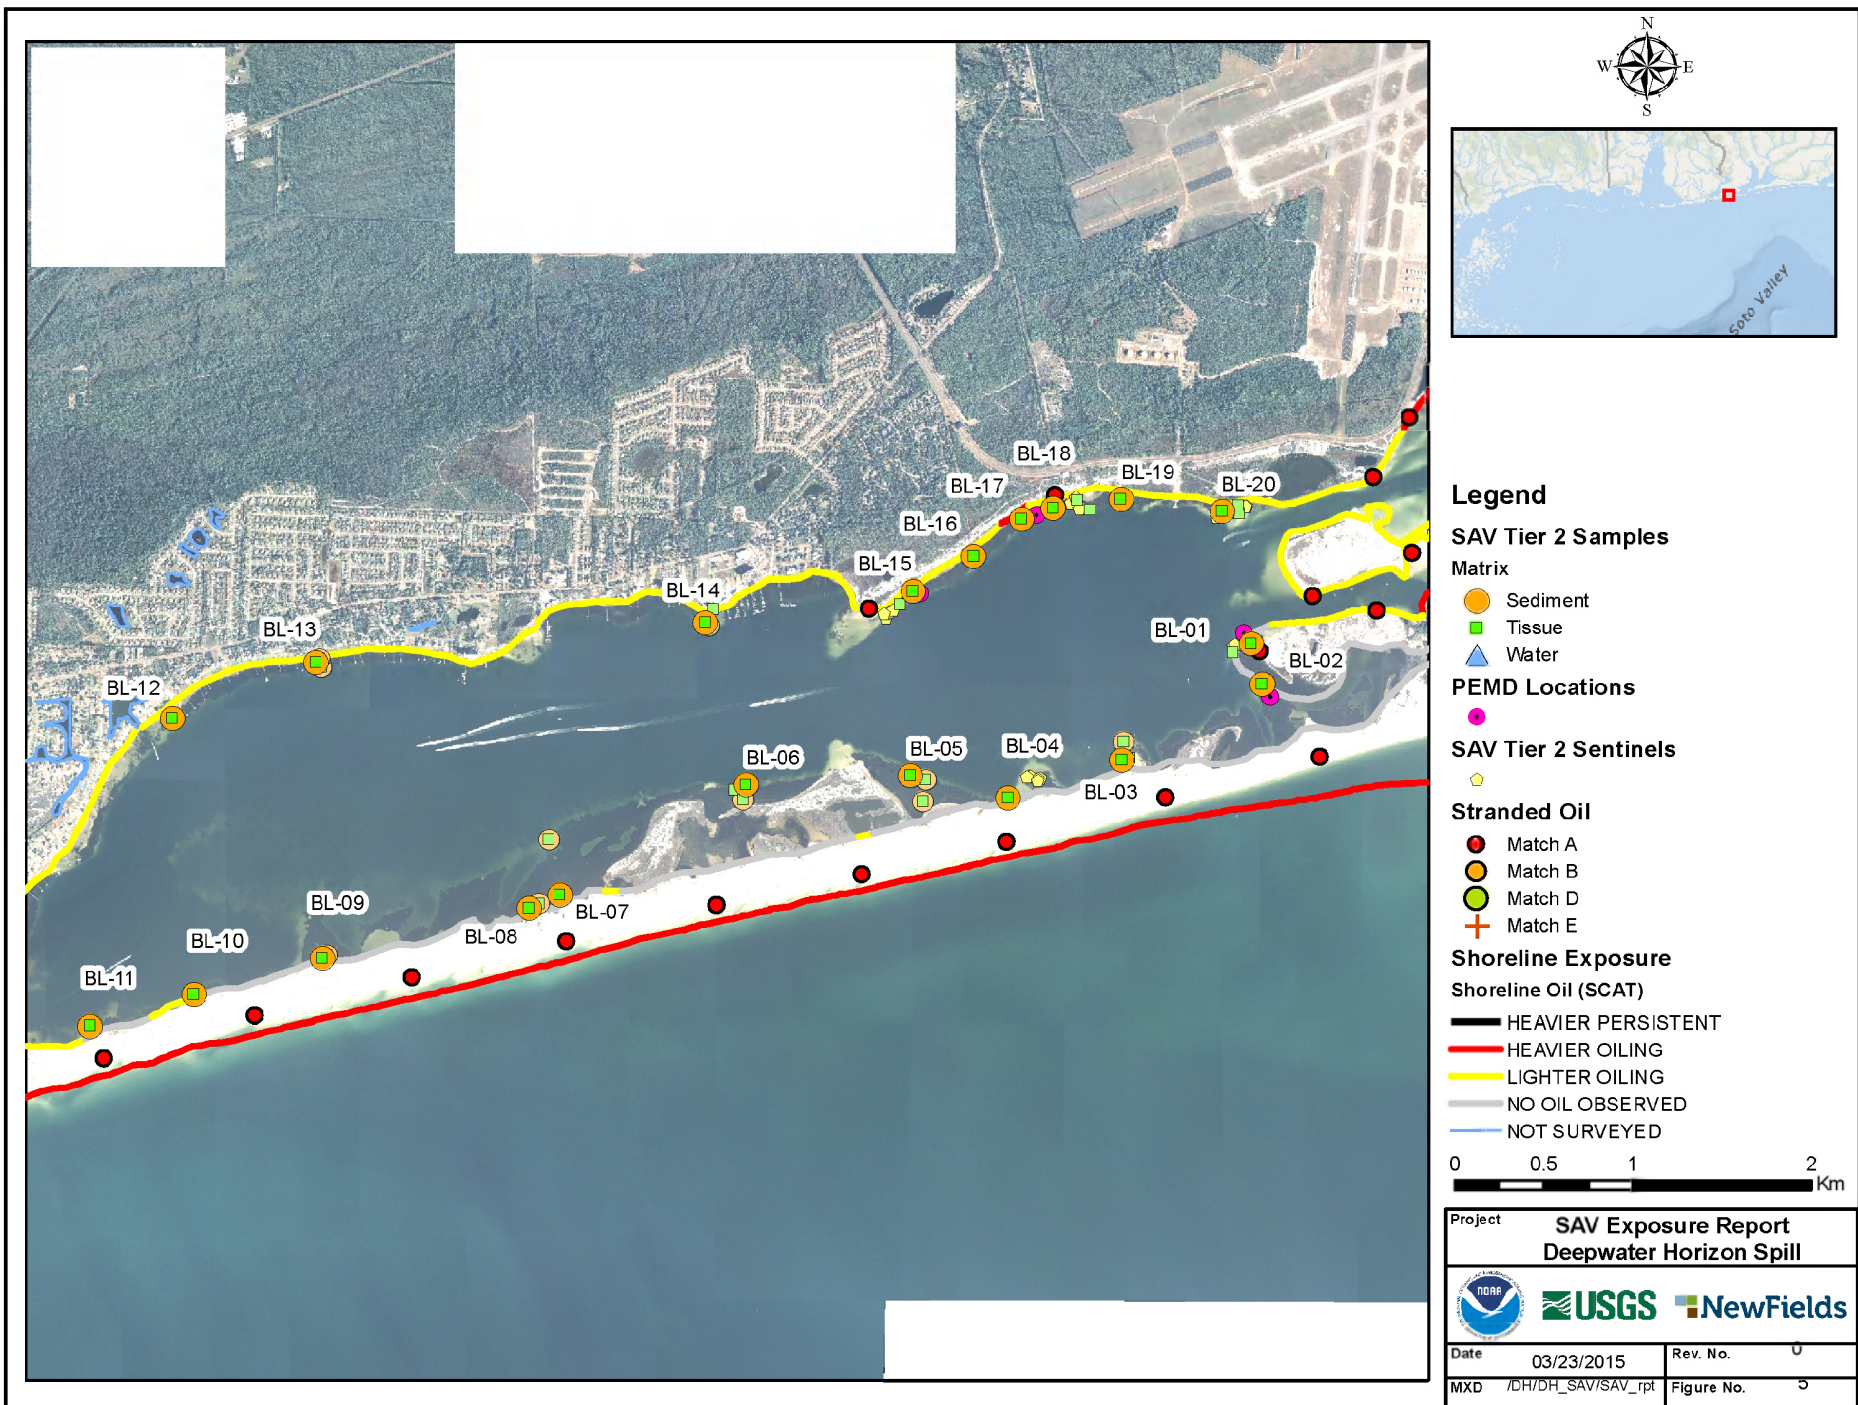 N
W
E
S
Soto Valley
BL-18
BL-17
BL-19
BL-20
BL-16
BL-15
BL-14
BL-13
BL-12
BL-01
BL-02
BL-06
BL-05
BL-04
BL-03
BL-09
BL-07
BL-08
BL-10
BL-11
Legend
SAV Tier 2 Samples
Matrix
Sediment
Tissue
Water
PEMD Locations
SAV Tier 2 Sentinels
Stranded Oil
Match A
Match B
Match D
Match E
Shoreline Exposure
Shoreline Oil (SCAT)
HEAVIER PERSISTENT
HEAVIER OILING
LIGHTER OILING
NO OIL OBSERVED
NOT SURVEYED
0 0.5 1 2
Km
Project
SAV Exposure Report
Deepwater Horizon Spill
NOAA
USGS
NewFields
Date 03/23/2015
Rev. No. 0
MXD /DH/DH_SAV/SAV_rpt
Figure No. 5